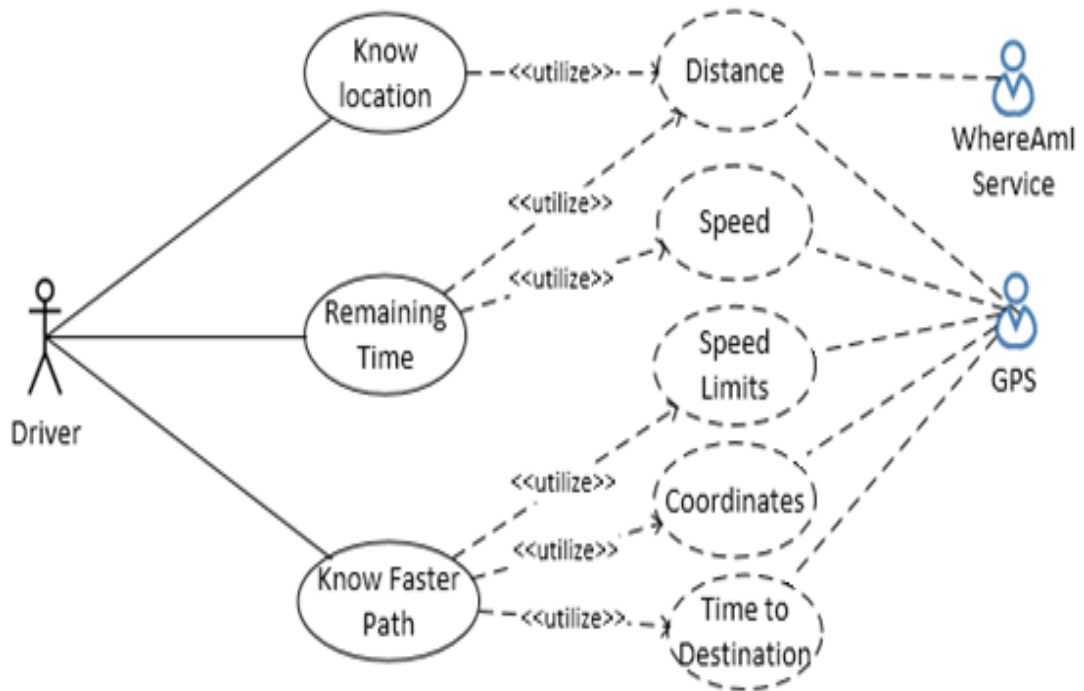 Know
location
<<utilize>>
Distance
WhereAmI
Service
<<utilize>>
Speed
<<utilize>>
Remaining
Time
Speed
Limits
GPS
Driver
<<utilize>>
Coordinates
<<utilize>>
Know Faster
Path
<<utilize>>
Time to
Destination